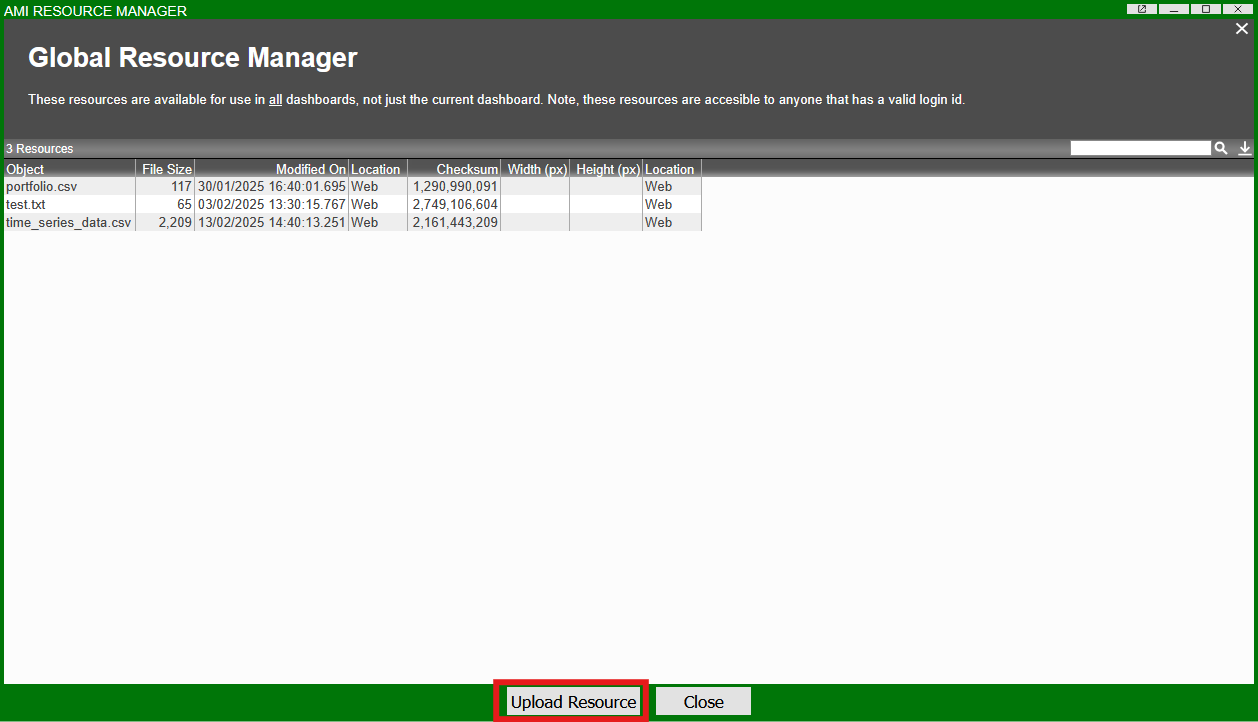 AMI RESOURCE MANAGER
Global Resource Manager
These resources are available for use in all dashboards, not just the current dashboard. Note, these resources are accesible to anyone that has a valid login id.
3 Resources
Object File Size Modified On Location Checksum Width (px) Height (px) Location
portfolio.csv 117 30/01/2025 16:40:01.695 Web 1,290,990,091 Web
test.txt 65 03/02/2025 13:30:15.767 Web 2,749,106,604 Web
time_series_data.csv 2,209 13/02/2025 14:40:13.251 Web 2,161,443,209 Web
Upload Resource Close